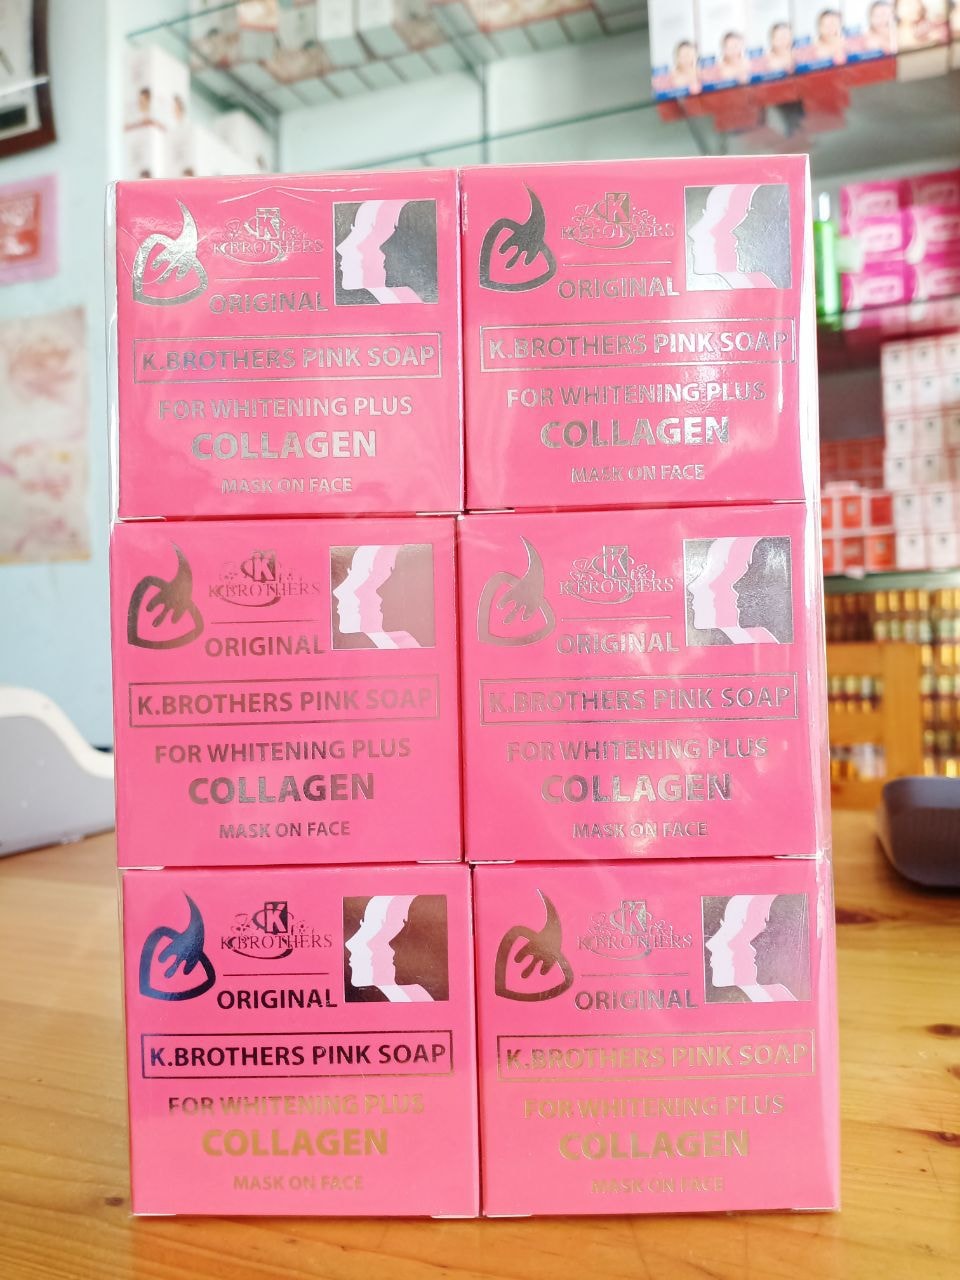 K
K.BROTHERS
ORIGINAL
K.BROTHERS PINK SOAP
FOR WHITENING PLUS
COLLAGEN
MASK ON FACE
K
K.BROTHERS
ORIGINAL
K.BROTHERS PINK SOAP
FOR WHITENING PLUS
COLLAGEN
MASK ON FACE
K
K.BROTHERS
ORIGINAL
K.BROTHERS PINK SOAP
FOR WHITENING PLUS
COLLAGEN
MASK ON FACE
K
K.BROTHERS
ORIGINAL
K.BROTHERS PINK SOAP
FOR WHITENING PLUS
COLLAGEN
MASK ON FACE
K
K.BROTHERS
ORIGINAL
K.BROTHERS PINK SOAP
FOR WHITENING PLUS
COLLAGEN
MASK ON FACE
K
K.BROTHERS
ORIGINAL
K.BROTHERS PINK SOAP
FOR WHITENING PLUS
COLLAGEN
MASK ON FACE